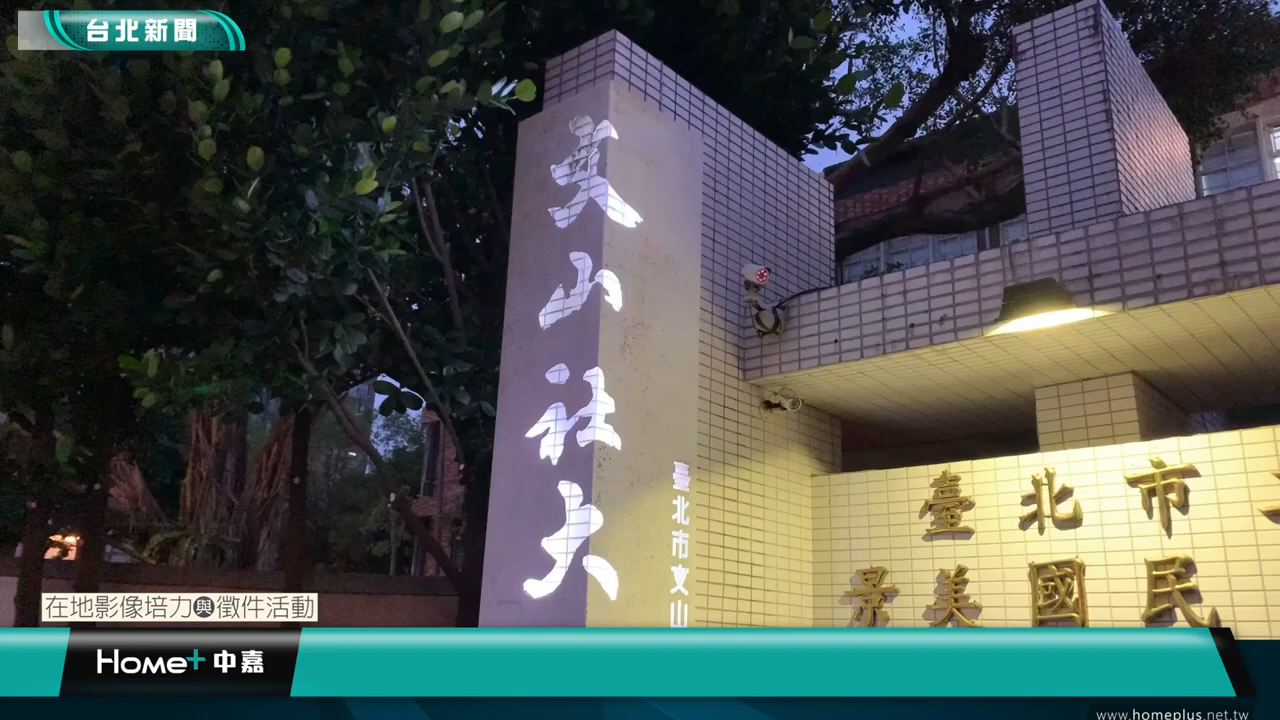 台北新聞
文山社大
臺北市文山
臺北市
景美國民
在地影像培力與徵件活動
Home+ 中嘉
www.homeplus.net.tw